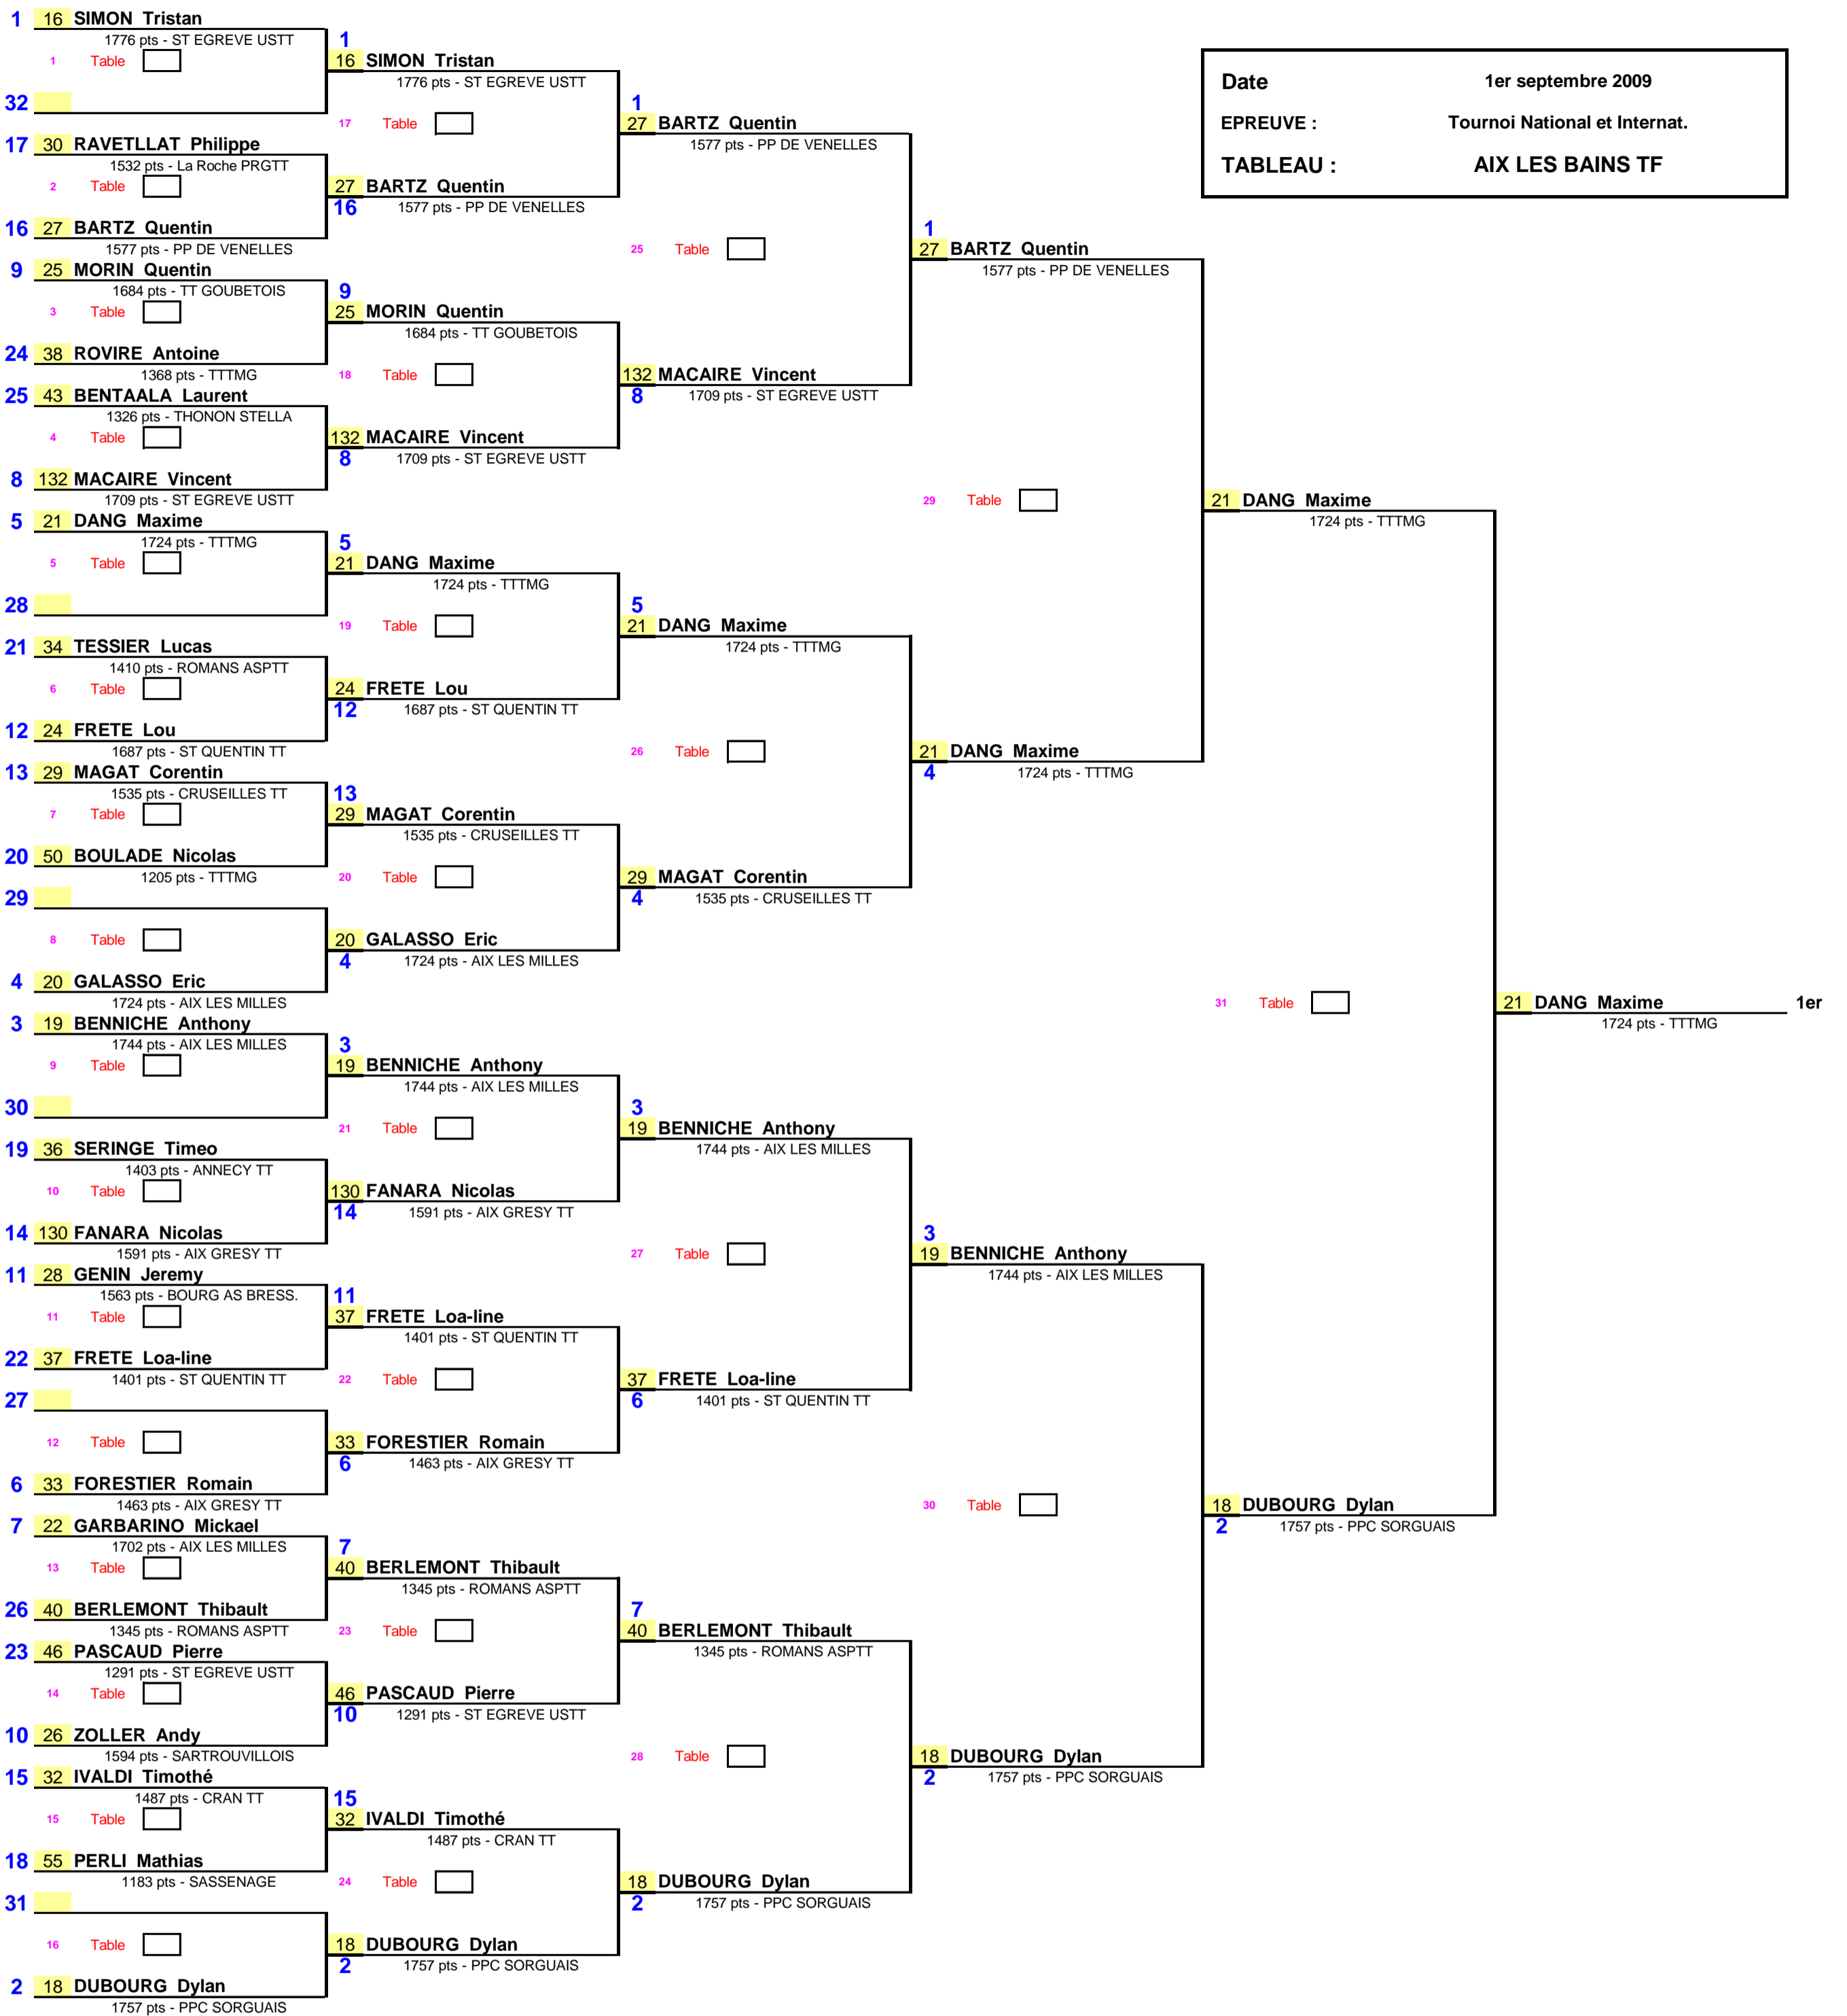 Date 1er septembre 2009
EPREUVE : Tournoi National et Internat.
TABLEAU : AIX LES BAINS TF
1 16 SIMON Tristan
1776 pts - ST EGREVE USTT
1 Table
32
17 30 RAVETLLAT Philippe
1532 pts - La Roche PRGTT
2 Table
16 27 BARTZ Quentin
1577 pts - PP DE VENELLES
9 25 MORIN Quentin
1684 pts - TT GOUBETOIS
3 Table
24 38 ROVIRE Antoine
1368 pts - TTTMG
25 43 BENTAALA Laurent
1326 pts - THONON STELLA
4 Table
8 132 MACAIRE Vincent
1709 pts - ST EGREVE USTT
5 21 DANG Maxime
1724 pts - TTTMG
5 Table
28
21 34 TESSIER Lucas
1410 pts - ROMANS ASPTT
6 Table
12 24 FRETE Lou
1687 pts - ST QUENTIN TT
13 29 MAGAT Corentin
1535 pts - CRUSEILLES TT
7 Table
20 50 BOULADE Nicolas
1205 pts - TTTMG
29
8 Table
4 20 GALASSO Eric
1724 pts - AIX LES MILLES
3 19 BENNICHE Anthony
1744 pts - AIX LES MILLES
9 Table
30
19 36 SERINGE Timeo
1403 pts - ANNECY TT
10 Table
14 130 FANARA Nicolas
1591 pts - AIX GRESY TT
11 28 GENIN Jeremy
1563 pts - BOURG AS BRESS.
11 Table
22 37 FRETE Loa-line
1401 pts - ST QUENTIN TT
27
12 Table
6 33 FORESTIER Romain
1463 pts - AIX GRESY TT
7 22 GARBARINO Mickael
1702 pts - AIX LES MILLES
13 Table
26 40 BERLEMONT Thibault
1345 pts - ROMANS ASPTT
23 46 PASCAUD Pierre
1291 pts - ST EGREVE USTT
14 Table
10 26 ZOLLER Andy
1594 pts - SARTROUVILLOIS
15 32 IVALDI Timothé
1487 pts - CRAN TT
15 Table
18 55 PERLI Mathias
1183 pts - SASSENAGE
31
16 Table
2 18 DUBOURG Dylan
1757 pts - PPC SORGUAIS
1
16 SIMON Tristan
1776 pts - ST EGREVE USTT
17 Table
27 BARTZ Quentin
16 1577 pts - PP DE VENELLES
9
25 MORIN Quentin
1684 pts - TT GOUBETOIS
18 Table
132 MACAIRE Vincent
8 1709 pts - ST EGREVE USTT
5
21 DANG Maxime
1724 pts - TTTMG
19 Table
24 FRETE Lou
12 1687 pts - ST QUENTIN TT
13
29 MAGAT Corentin
1535 pts - CRUSEILLES TT
20 Table
20 GALASSO Eric
4 1724 pts - AIX LES MILLES
3
19 BENNICHE Anthony
1744 pts - AIX LES MILLES
21 Table
130 FANARA Nicolas
14 1591 pts - AIX GRESY TT
11
37 FRETE Loa-line
1401 pts - ST QUENTIN TT
22 Table
33 FORESTIER Romain
6 1463 pts - AIX GRESY TT
7
40 BERLEMONT Thibault
1345 pts - ROMANS ASPTT
23 Table
46 PASCAUD Pierre
10 1291 pts - ST EGREVE USTT
15
32 IVALDI Timothé
1487 pts - CRAN TT
24 Table
18 DUBOURG Dylan
2 1757 pts - PPC SORGUAIS
1
27 BARTZ Quentin
1577 pts - PP DE VENELLES
25 Table
132 MACAIRE Vincent
8 1709 pts - ST EGREVE USTT
5
21 DANG Maxime
1724 pts - TTTMG
26 Table
29 MAGAT Corentin
4 1535 pts - CRUSEILLES TT
3
19 BENNICHE Anthony
1744 pts - AIX LES MILLES
27 Table
37 FRETE Loa-line
6 1401 pts - ST QUENTIN TT
7
40 BERLEMONT Thibault
1345 pts - ROMANS ASPTT
28 Table
18 DUBOURG Dylan
2 1757 pts - PPC SORGUAIS
1
27 BARTZ Quentin
1577 pts - PP DE VENELLES
29 Table
21 DANG Maxime
4 1724 pts - TTTMG
3
19 BENNICHE Anthony
1744 pts - AIX LES MILLES
30 Table
18 DUBOURG Dylan
2 1757 pts - PPC SORGUAIS
21 DANG Maxime
1724 pts - TTTMG
31 Table
18 DUBOURG Dylan
2 1757 pts - PPC SORGUAIS
21 DANG Maxime 1er
1724 pts - TTTMG